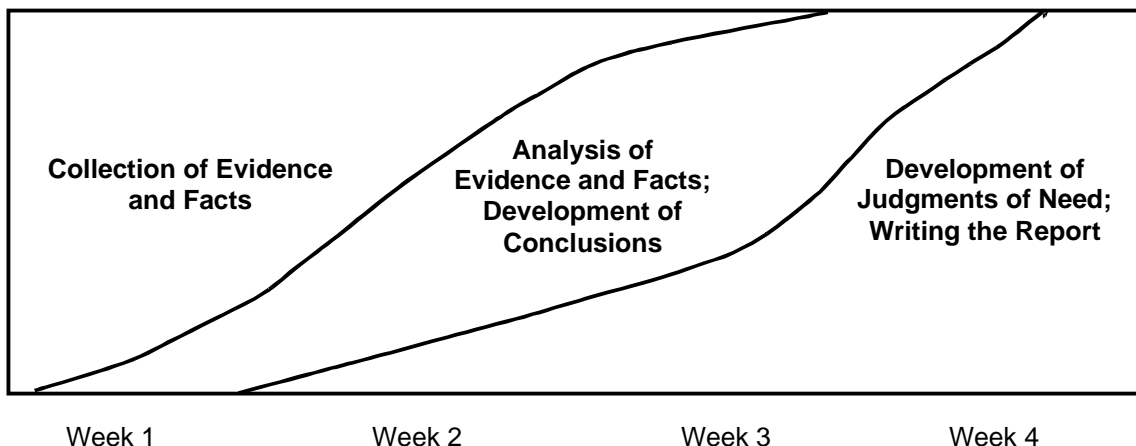 Collection of Evidence
and Facts
Analysis of
Evidence and Facts;
Development of
Conclusions
Development of
Judgments of Need;
Writing the Report
Week 1
Week 2
Week 3
Week 4